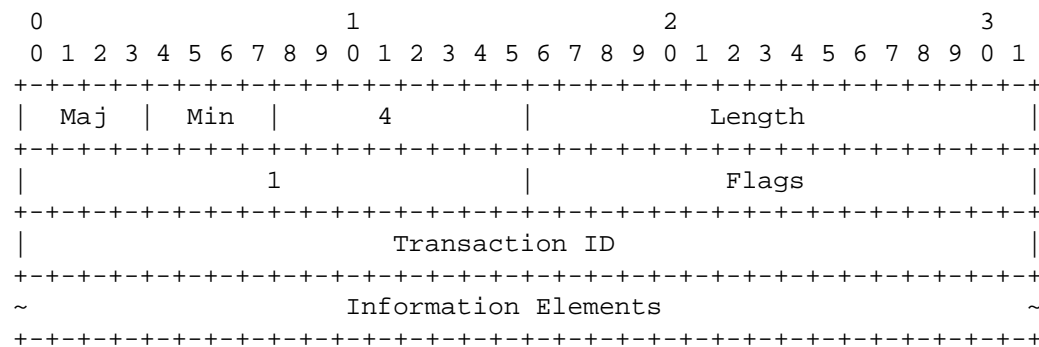 0                   1                   2                   3
 0 1 2 3 4 5 6 7 8 9 0 1 2 3 4 5 6 7 8 9 0 1 2 3 4 5 6 7 8 9 0 1
+-+-+-+-+-+-+-+-+-+-+-+-+-+-+-+-+-+-+-+-+-+-+-+-+-+-+-+-+-+-+-+-+
|  Maj  |  Min  |      4        |           Length              |
+-+-+-+-+-+-+-+-+-+-+-+-+-+-+-+-+-+-+-+-+-+-+-+-+-+-+-+-+-+-+-+-+
|               1               |            Flags              |
+-+-+-+-+-+-+-+-+-+-+-+-+-+-+-+-+-+-+-+-+-+-+-+-+-+-+-+-+-+-+-+-+
|                       Transaction ID                          |
+-+-+-+-+-+-+-+-+-+-+-+-+-+-+-+-+-+-+-+-+-+-+-+-+-+-+-+-+-+-+-+-+
~                    Information Elements                       ~
+-+-+-+-+-+-+-+-+-+-+-+-+-+-+-+-+-+-+-+-+-+-+-+-+-+-+-+-+-+-+-+-+